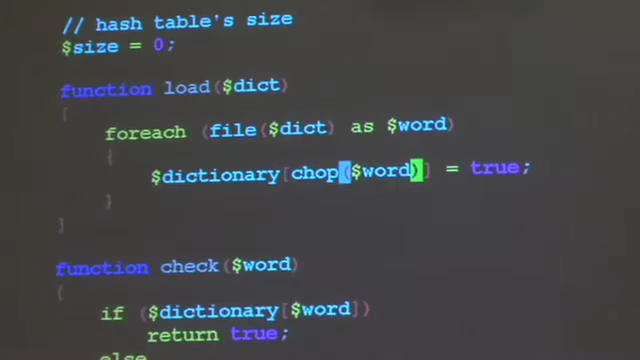 // hash table's size
$size = 0;
function load($dict)
{
foreach (file($dict) as $word)
{
$dictionary[chop($word)] = true;
}
}
function check($word)
{
if ($dictionary[$word])
return true;
else